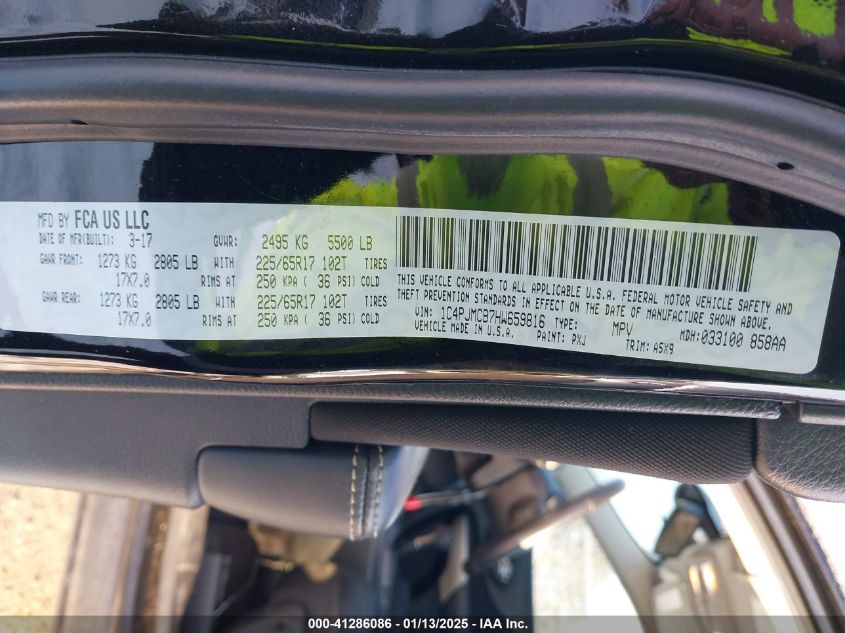 MFD BY FCA US LLC
DATE OF MFR(BUILT): 3-17 GVWR: 2495 KG 5500 LB
GAWR FRONT: 1273 KG 2805 LB WITH 225/65R17 102T TIRES
17X7.0 RIMS AT 250 KPA ( 36 PSI) COLD
GAWR REAR: 1273 KG 2805 LB WITH 225/65R17 102T TIRES
17X7.0 RIMS AT 250 KPA ( 36 PSI) COLD
THIS VEHICLE CONFORMS TO ALL APPLICABLE U.S.A. FEDERAL MOTOR VEHICLE SAFETY AND
THEFT PREVENTION STANDARDS IN EFFECT ON THE DATE OF MANUFACTURE SHOWN ABOVE.
VIN: 1C4PJMCB7HW659816 TYPE: MPV MDH:033100 858AA
VEHICLE MADE IN U.S.A. PAINT: PXJ TRIM: A5X9
000-41286086 - 01/13/2025 - IAA Inc.